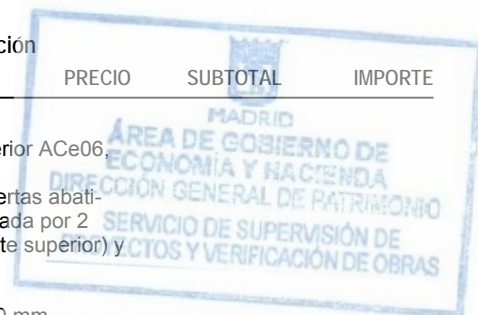 ción
PRECIO SUBTOTAL IMPORTE
MADRID
ÁREA DE GOBIERNO DE
ECONOMÍA Y HACIENDA
DIRECCIÓN GENERAL DE PATRIMONIO
SERVICIO DE SUPERVISIÓN DE
PROYECTOS Y VERIFICACIÓN DE OBRAS
erior ACe06,
ertas abati-
ada por 2
te superior) y
0 mm